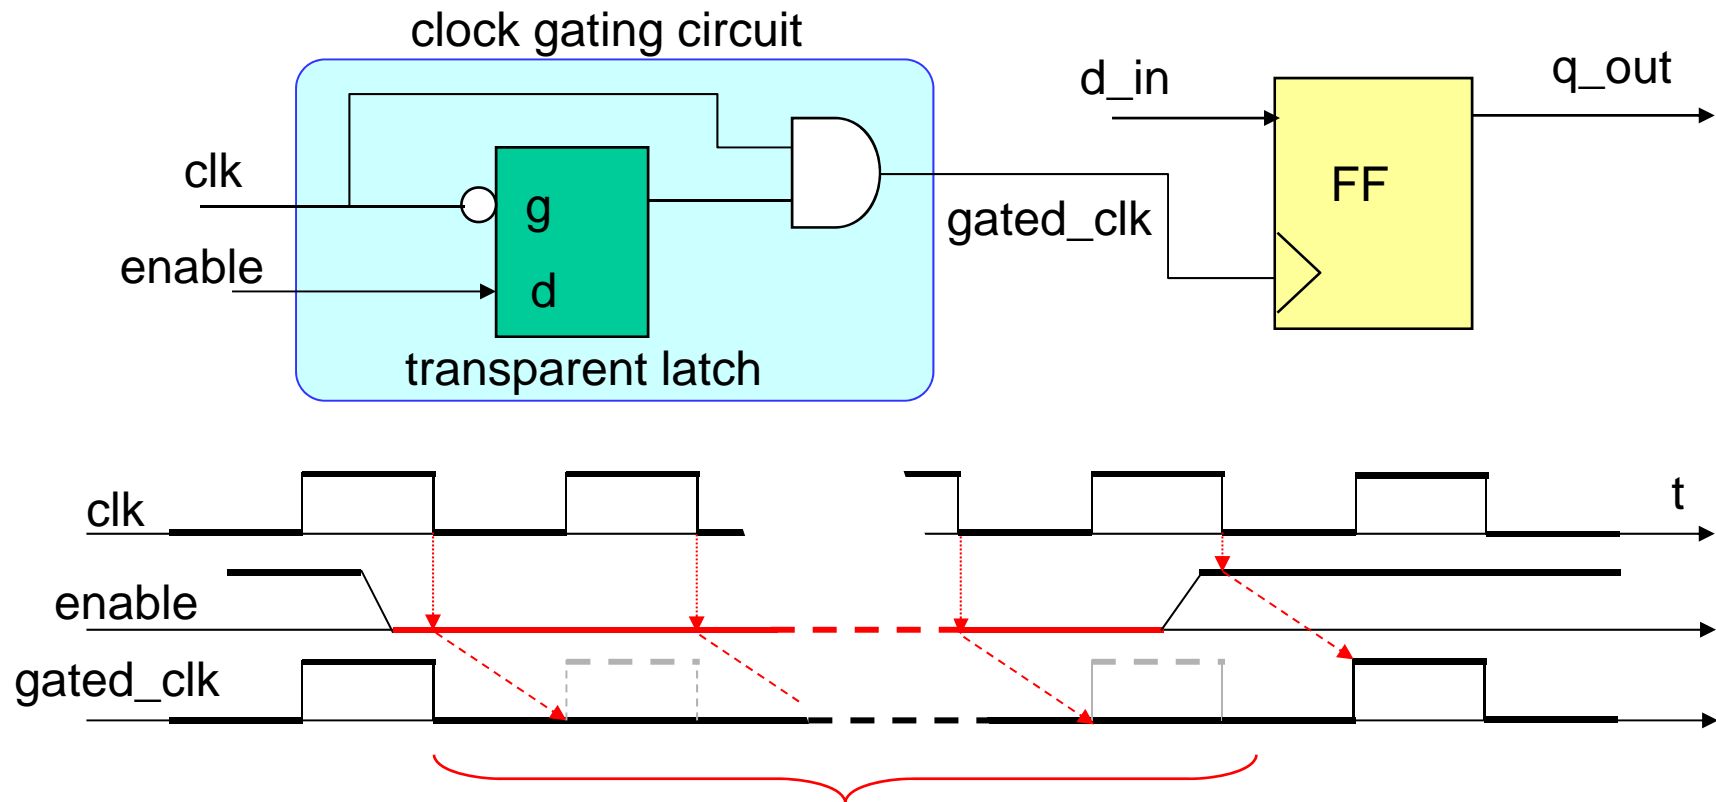 clock gating circuit
d_in
q_out
clk
g
FF
gated_clk
enable
d
transparent latch
clk
t
enable
gated_clk